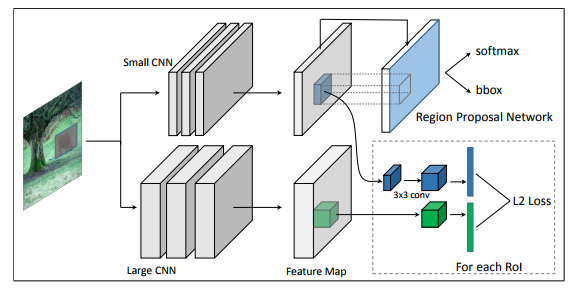 Small CNN
softmax
bbox
Region Proposal Network
3x3 conv
L2 Loss
Large CNN
Feature Map
For each RoI